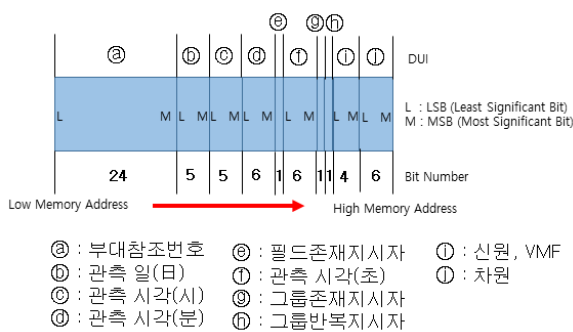 ⓔ ⓖ ⓗ
ⓐ ⓑ ⓒ ⓓ ⓕ ⓘ ⓙ DUI
L M L M L M L M L M L M L M
L : LSB (Least Significant Bit)
M : MSB (Most Significant Bit)
24 5 5 6 1 6 1 1 4 6 Bit Number
Low Memory Address High Memory Address
ⓐ : 부대참조번호 ⓔ : 필드존재지시자 ⓘ : 신원, VMF
ⓑ : 관측 일(日) ⓕ : 관측 시각(초) ⓙ : 차원
ⓒ : 관측 시각(시) ⓖ : 그룹존재지시자
ⓓ : 관측 시각(분) ⓗ : 그룹반복지시자